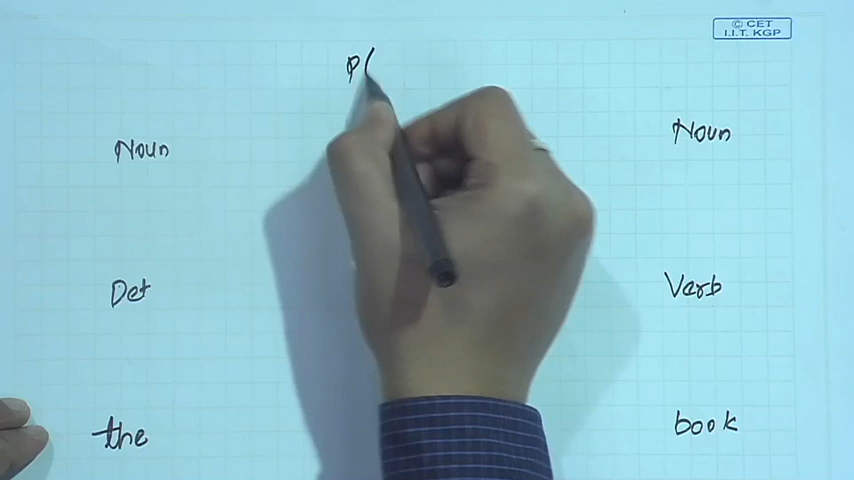 © CET
I.I.T. KGP
P(
Noun Noun
Det Verb
the book